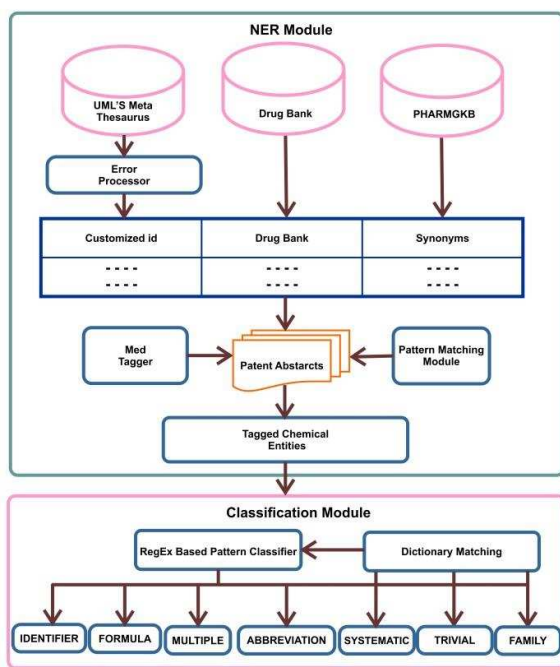 NER Module
UML'S Meta
Thesaurus
Drug Bank
PHARMGKB
Error
Processor
Customized id
Drug Bank
Synonyms
- - - -
- - - -
- - - -
- - - -
- - - -
- - - -
Med
Tagger
Patent Abstarcts
Pattern Matching
Module
Tagged Chemical
Entities
Classification Module
RegEx Based Pattern Classifier
Dictionary Matching
IDENTIFIER
FORMULA
MULTIPLE
ABBREVIATION
SYSTEMATIC
TRIVIAL
FAMILY